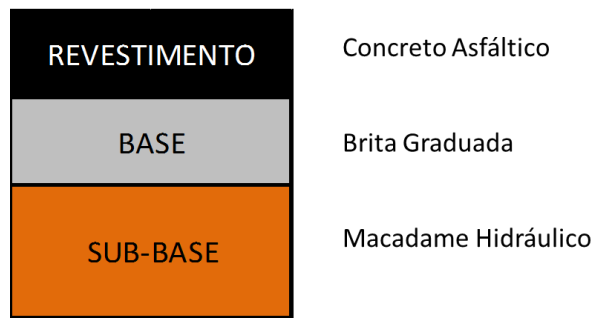 REVESTIMENTO Concreto Asfáltico
BASE Brita Graduada
SUB-BASE Macadame Hidráulico